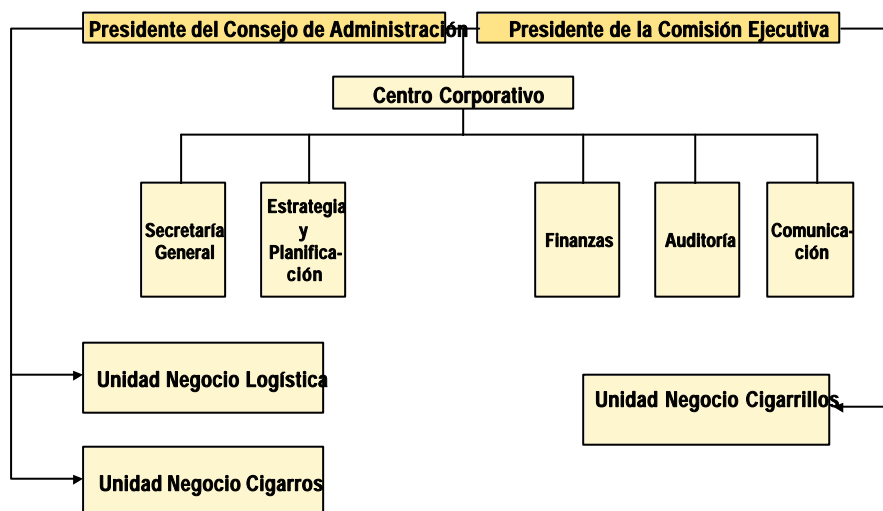 Presidente del Consejo de Administración
Presidente de la Comisión Ejecutiva
Centro Corporativo
Secretaría
General
Estrategia
y
Planifica-
ción
Finanzas
Auditoría
Comunica-
ción
Unidad Negocio Logística
Unidad Negocio Cigarrillos
Unidad Negocio Cigarros